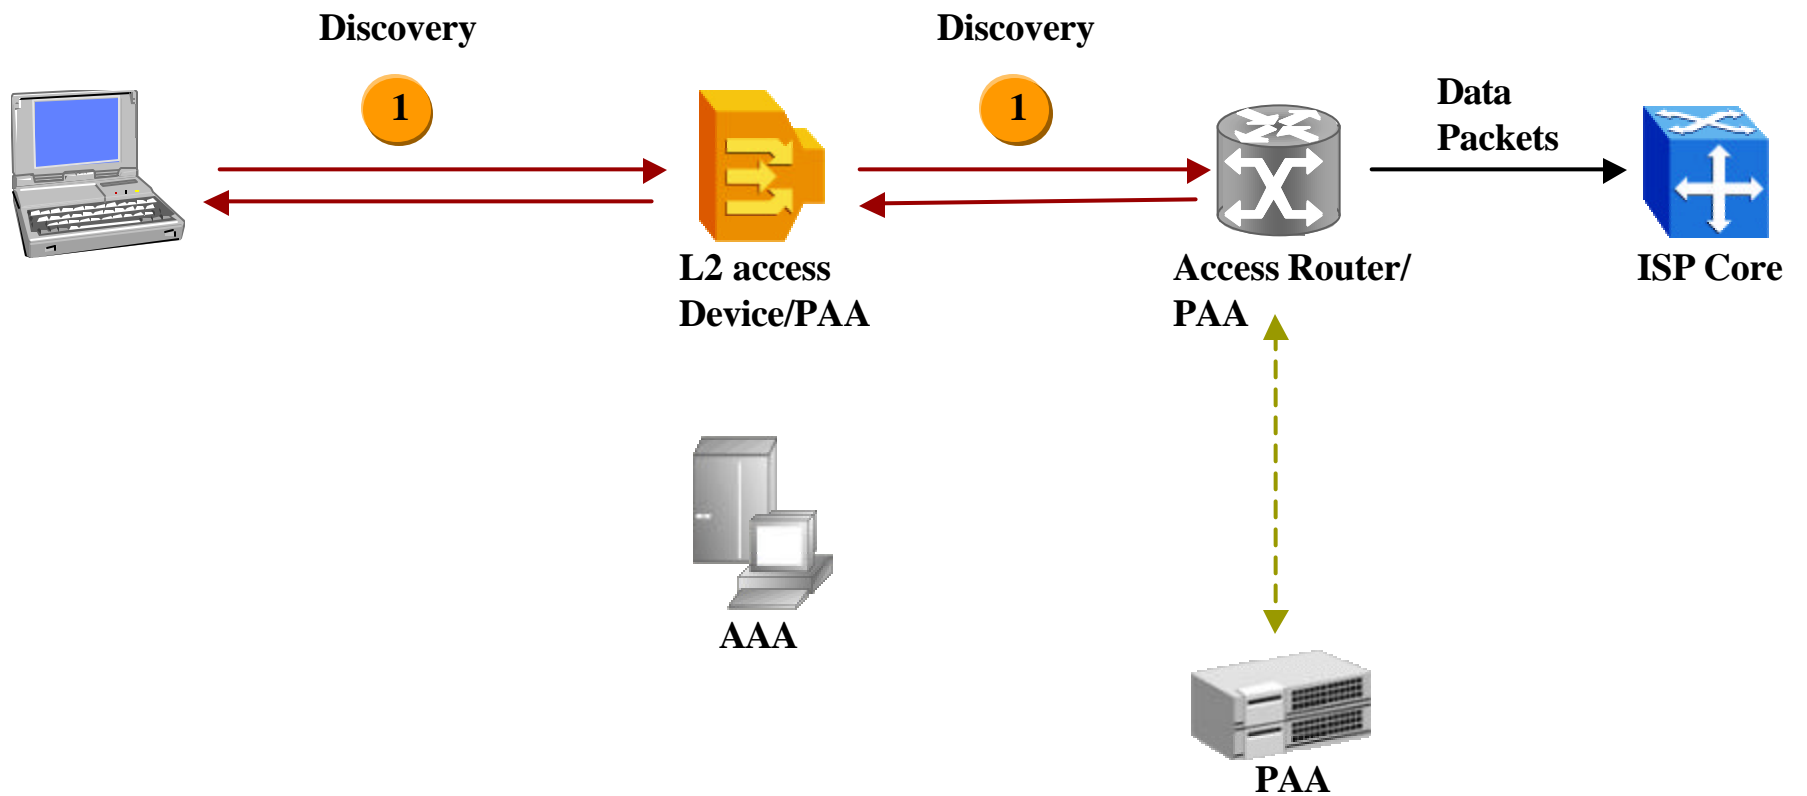 Discovery
Discovery
1
1
Data
Packets
L2 access
Device/PAA
Access Router/
PAA
ISP Core
AAA
PAA